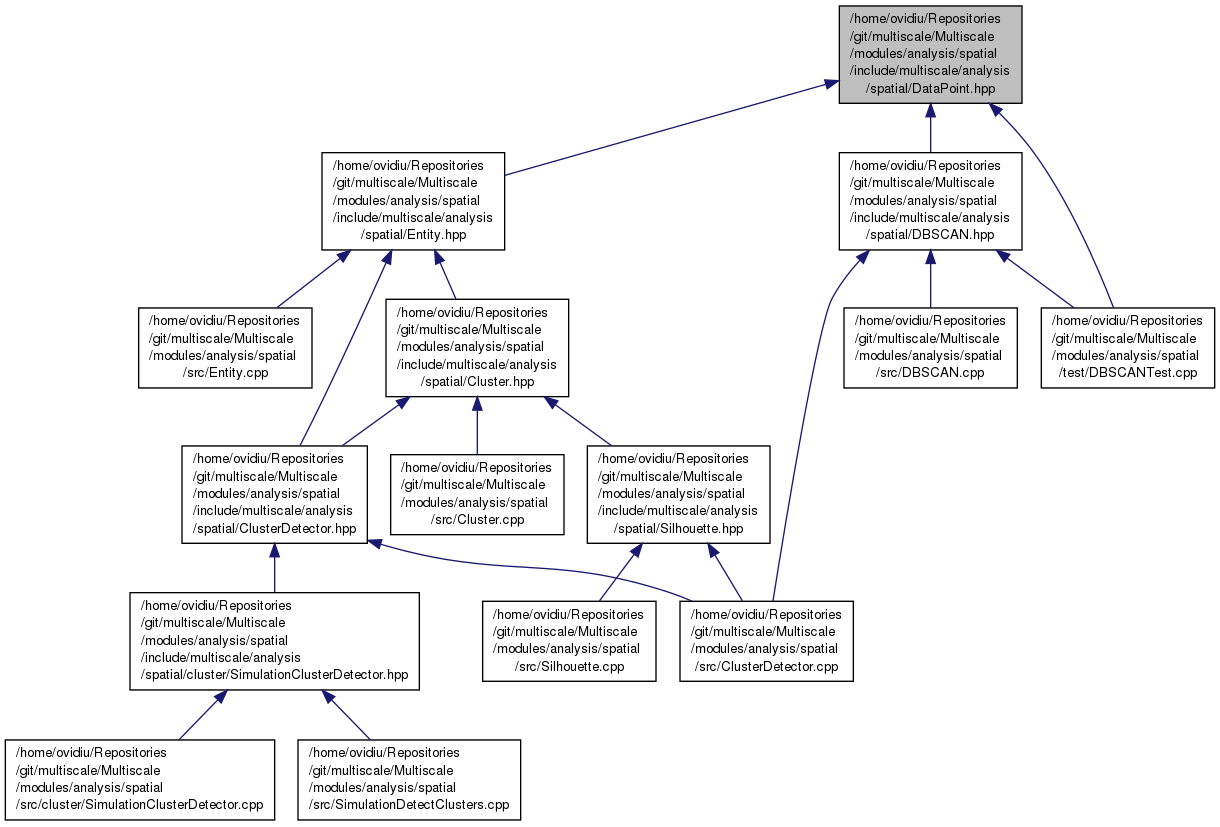 /home/ovidiu/Repositories
/git/multiscale/Multiscale
/modules/analysis/spatial
/include/multiscale/analysis
/spatial/DataPoint.hpp
/home/ovidiu/Repositories
/git/multiscale/Multiscale
/modules/analysis/spatial
/include/multiscale/analysis
/spatial/Entity.hpp
/home/ovidiu/Repositories
/git/multiscale/Multiscale
/modules/analysis/spatial
/include/multiscale/analysis
/spatial/DBSCAN.hpp
/home/ovidiu/Repositories
/git/multiscale/Multiscale
/modules/analysis/spatial
/src/Entity.cpp
/home/ovidiu/Repositories
/git/multiscale/Multiscale
/modules/analysis/spatial
/include/multiscale/analysis
/spatial/Cluster.hpp
/home/ovidiu/Repositories
/git/multiscale/Multiscale
/modules/analysis/spatial
/src/DBSCAN.cpp
/home/ovidiu/Repositories
/git/multiscale/Multiscale
/modules/analysis/spatial
/test/DBSCANTest.cpp
/home/ovidiu/Repositories
/git/multiscale/Multiscale
/modules/analysis/spatial
/include/multiscale/analysis
/spatial/ClusterDetector.hpp
/home/ovidiu/Repositories
/git/multiscale/Multiscale
/modules/analysis/spatial
/src/Cluster.cpp
/home/ovidiu/Repositories
/git/multiscale/Multiscale
/modules/analysis/spatial
/include/multiscale/analysis
/spatial/Silhouette.hpp
/home/ovidiu/Repositories
/git/multiscale/Multiscale
/modules/analysis/spatial
/include/multiscale/analysis
/spatial/cluster/SimulationClusterDetector.hpp
/home/ovidiu/Repositories
/git/multiscale/Multiscale
/modules/analysis/spatial
/src/Silhouette.cpp
/home/ovidiu/Repositories
/git/multiscale/Multiscale
/modules/analysis/spatial
/src/ClusterDetector.cpp
/home/ovidiu/Repositories
/git/multiscale/Multiscale
/modules/analysis/spatial
/src/cluster/SimulationClusterDetector.cpp
/home/ovidiu/Repositories
/git/multiscale/Multiscale
/modules/analysis/spatial
/src/SimulationDetectClusters.cpp